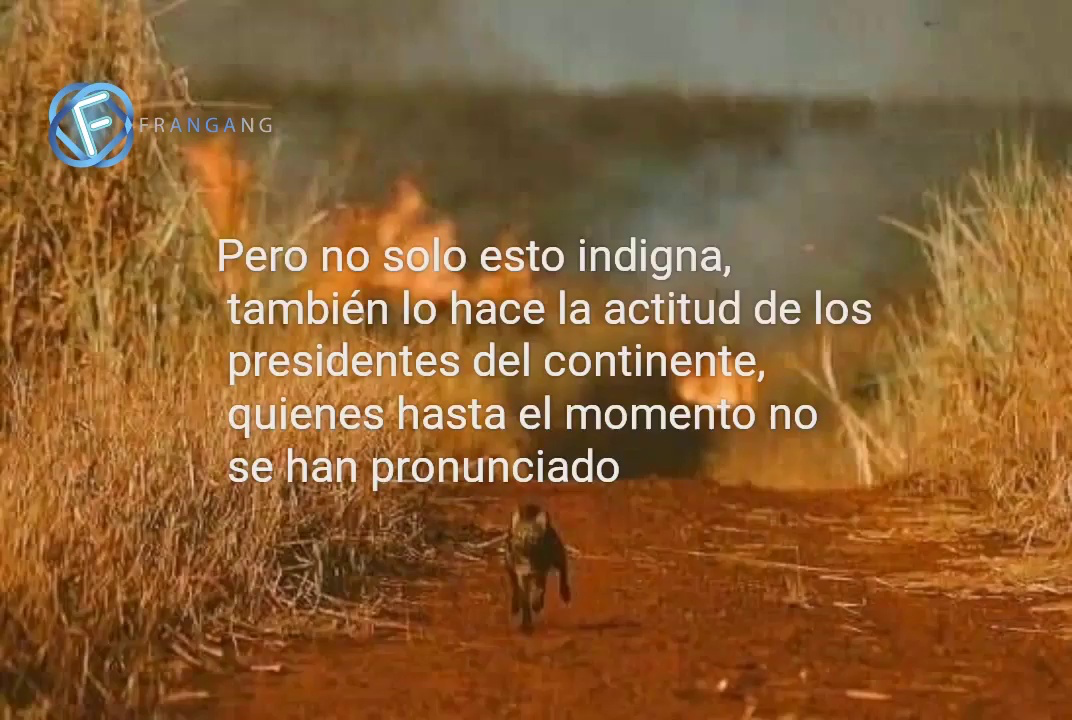 FRANGANG
Pero no solo esto indigna,
también lo hace la actitud de los
presidentes del continente,
quienes hasta el momento no
se han pronunciado